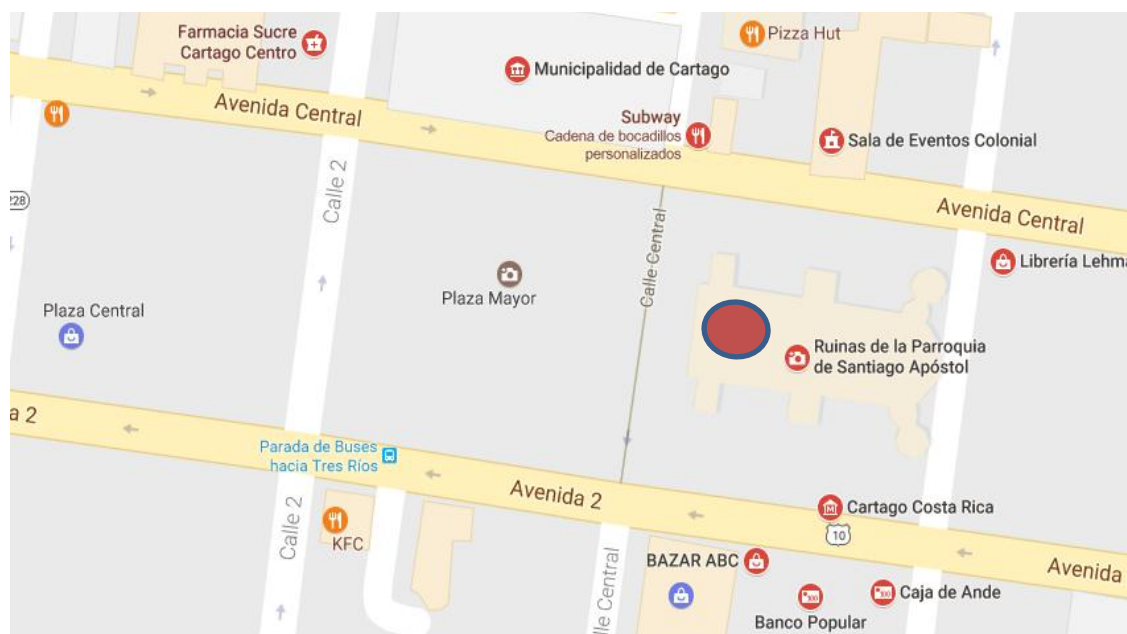 Farmacia Sucre
Cartago Centro
Pizza Hut
Municipalidad de Cartago
Avenida Central
Subway
Cadena de bocadillos
personalizados
Sala de Eventos Colonial
Calle 2
228
Calle Central
Avenida Central
Librería Lehma
Plaza Mayor
Plaza Central
Ruinas de la Parroquia
de Santiago Apóstol
a 2
Parada de Buses
hacia Tres Ríos
Avenida 2
Cartago Costa Rica
10
KFC
Calle 2
BAZAR ABC
Avenida
Caja de Ande
Banco Popular
lle Central